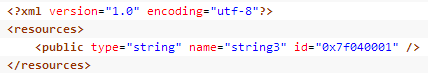 <?xml version="1.0" encoding="utf-8"?>
<resources>
    <public type="string" name="string3" id="0x7f040001" />
</resources>